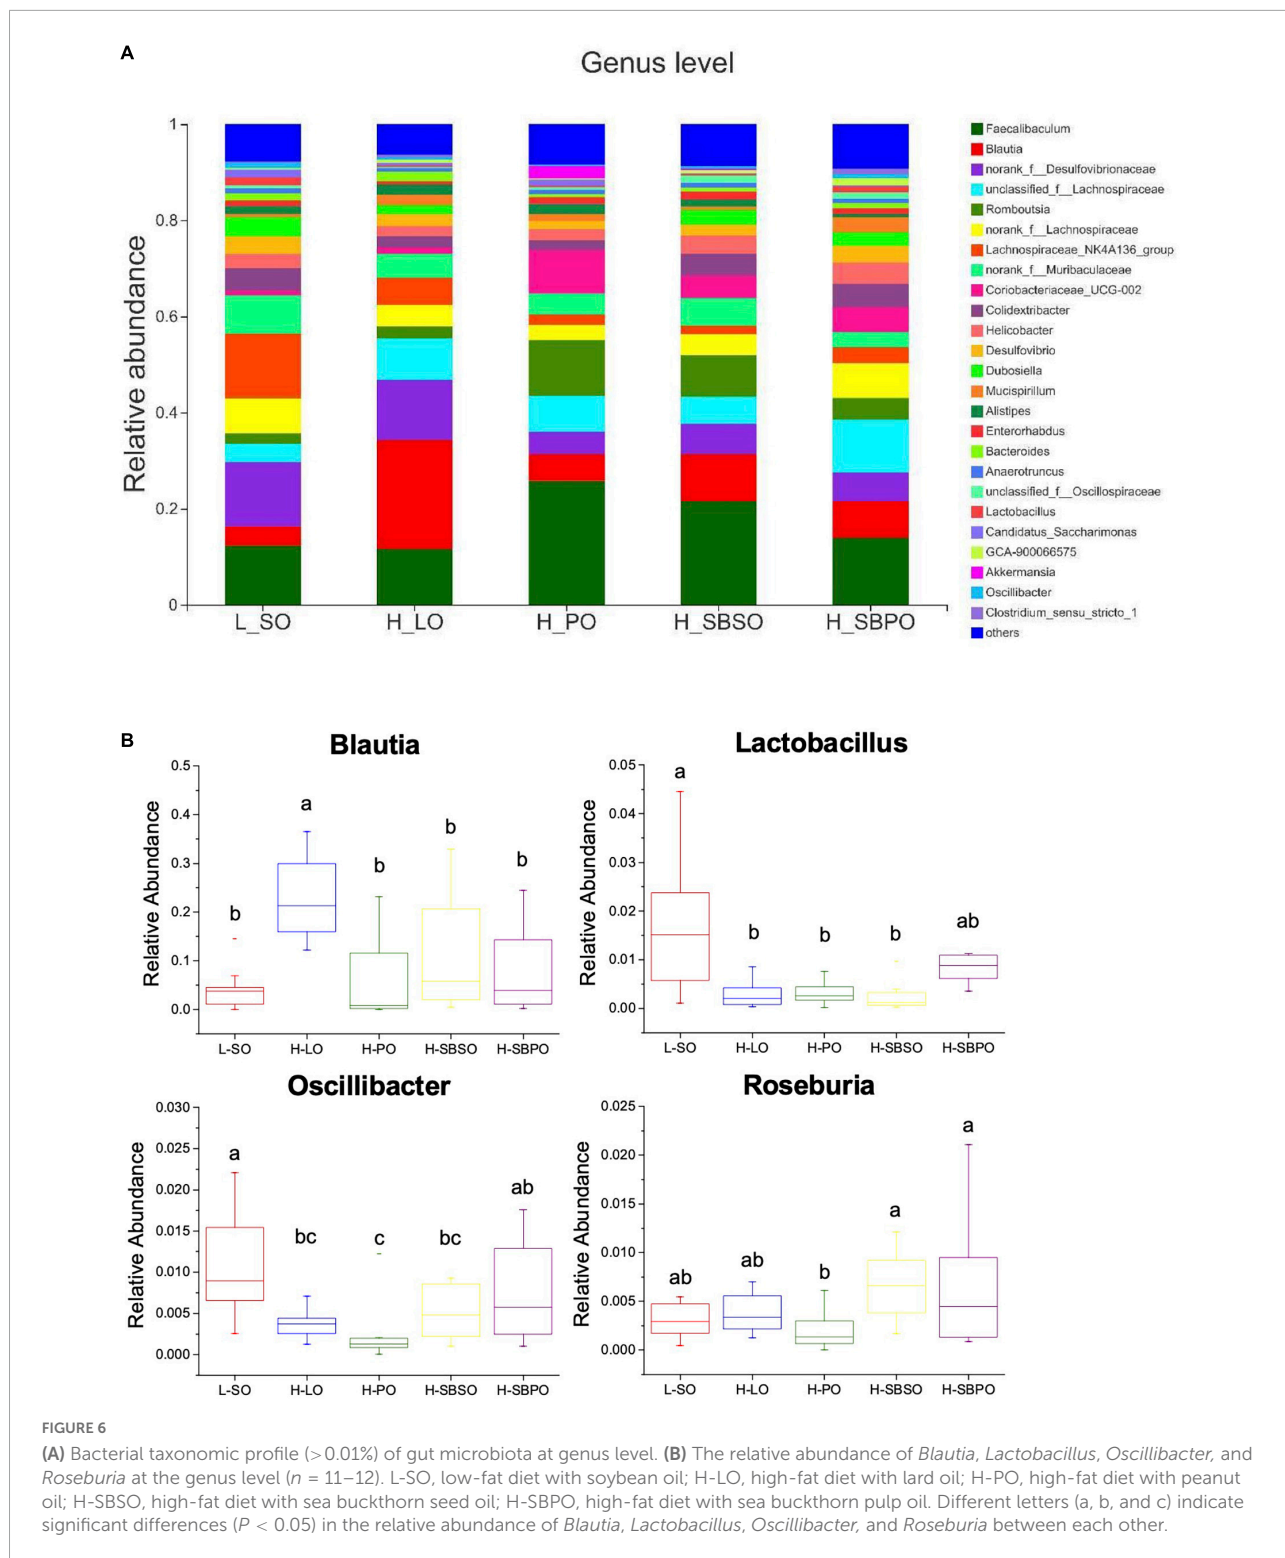 A
Genus level
Relative abundance
1
0.8
0.6
0.4
0.2
0
L_SO
H_LO
H_PO
H_SBSO
H_SBPO
Faecalibaculum
Blautia
norank_f__Desulfovibrionaceae
unclassified_f__Lachnospiraceae
Romboutsia
norank_f__Lachnospiraceae
Lachnospiraceae_NK4A136_group
norank_f__Muribaculaceae
Coriobacteriaceae_UCG-002
Colidextribacter
Helicobacter
Desulfovibrio
Dubosiella
Mucispirillum
Alistipes
Enterorhabdus
Bacteroides
Anaerotruncus
unclassified_f__Oscillospiraceae
Lactobacillus
Candidatus_Saccharimonas
GCA-900066575
Akkermansia
Oscillibacter
Clostridium_sensu_stricto_1
others
B
Blautia
Relative Abundance
0.5
0.4
0.3
0.2
0.1
0.0
b
a
b
b
b
L-SO
H-LO
H-PO
H-SBSO
H-SBPO
Lactobacillus
Relative Abundance
0.05
0.04
0.03
0.02
0.01
0.00
a
b
b
b
ab
L-SO
H-LO
H-PO
H-SBSO
H-SBPO
Oscillibacter
Relative Abundance
0.030
0.025
0.020
0.015
0.010
0.005
0.000
a
bc
c
bc
ab
L-SO
H-LO
H-PO
H-SBSO
H-SBPO
Roseburia
Relative Abundance
0.025
0.020
0.015
0.010
0.005
0.000
ab
ab
b
a
a
L-SO
H-LO
H-PO
H-SBSO
H-SBPO
FIGURE 6
(A) Bacterial taxonomic profile (>0.01%) of gut microbiota at genus level. (B) The relative abundance of Blautia, Lactobacillus, Oscillibacter, and
Roseburia at the genus level (n = 11–12). L-SO, low-fat diet with soybean oil; H-LO, high-fat diet with lard oil; H-PO, high-fat diet with peanut
oil; H-SBSO, high-fat diet with sea buckthorn seed oil; H-SBPO, high-fat diet with sea buckthorn pulp oil. Different letters (a, b, and c) indicate
significant differences (P < 0.05) in the relative abundance of Blautia, Lactobacillus, Oscillibacter, and Roseburia between each other.